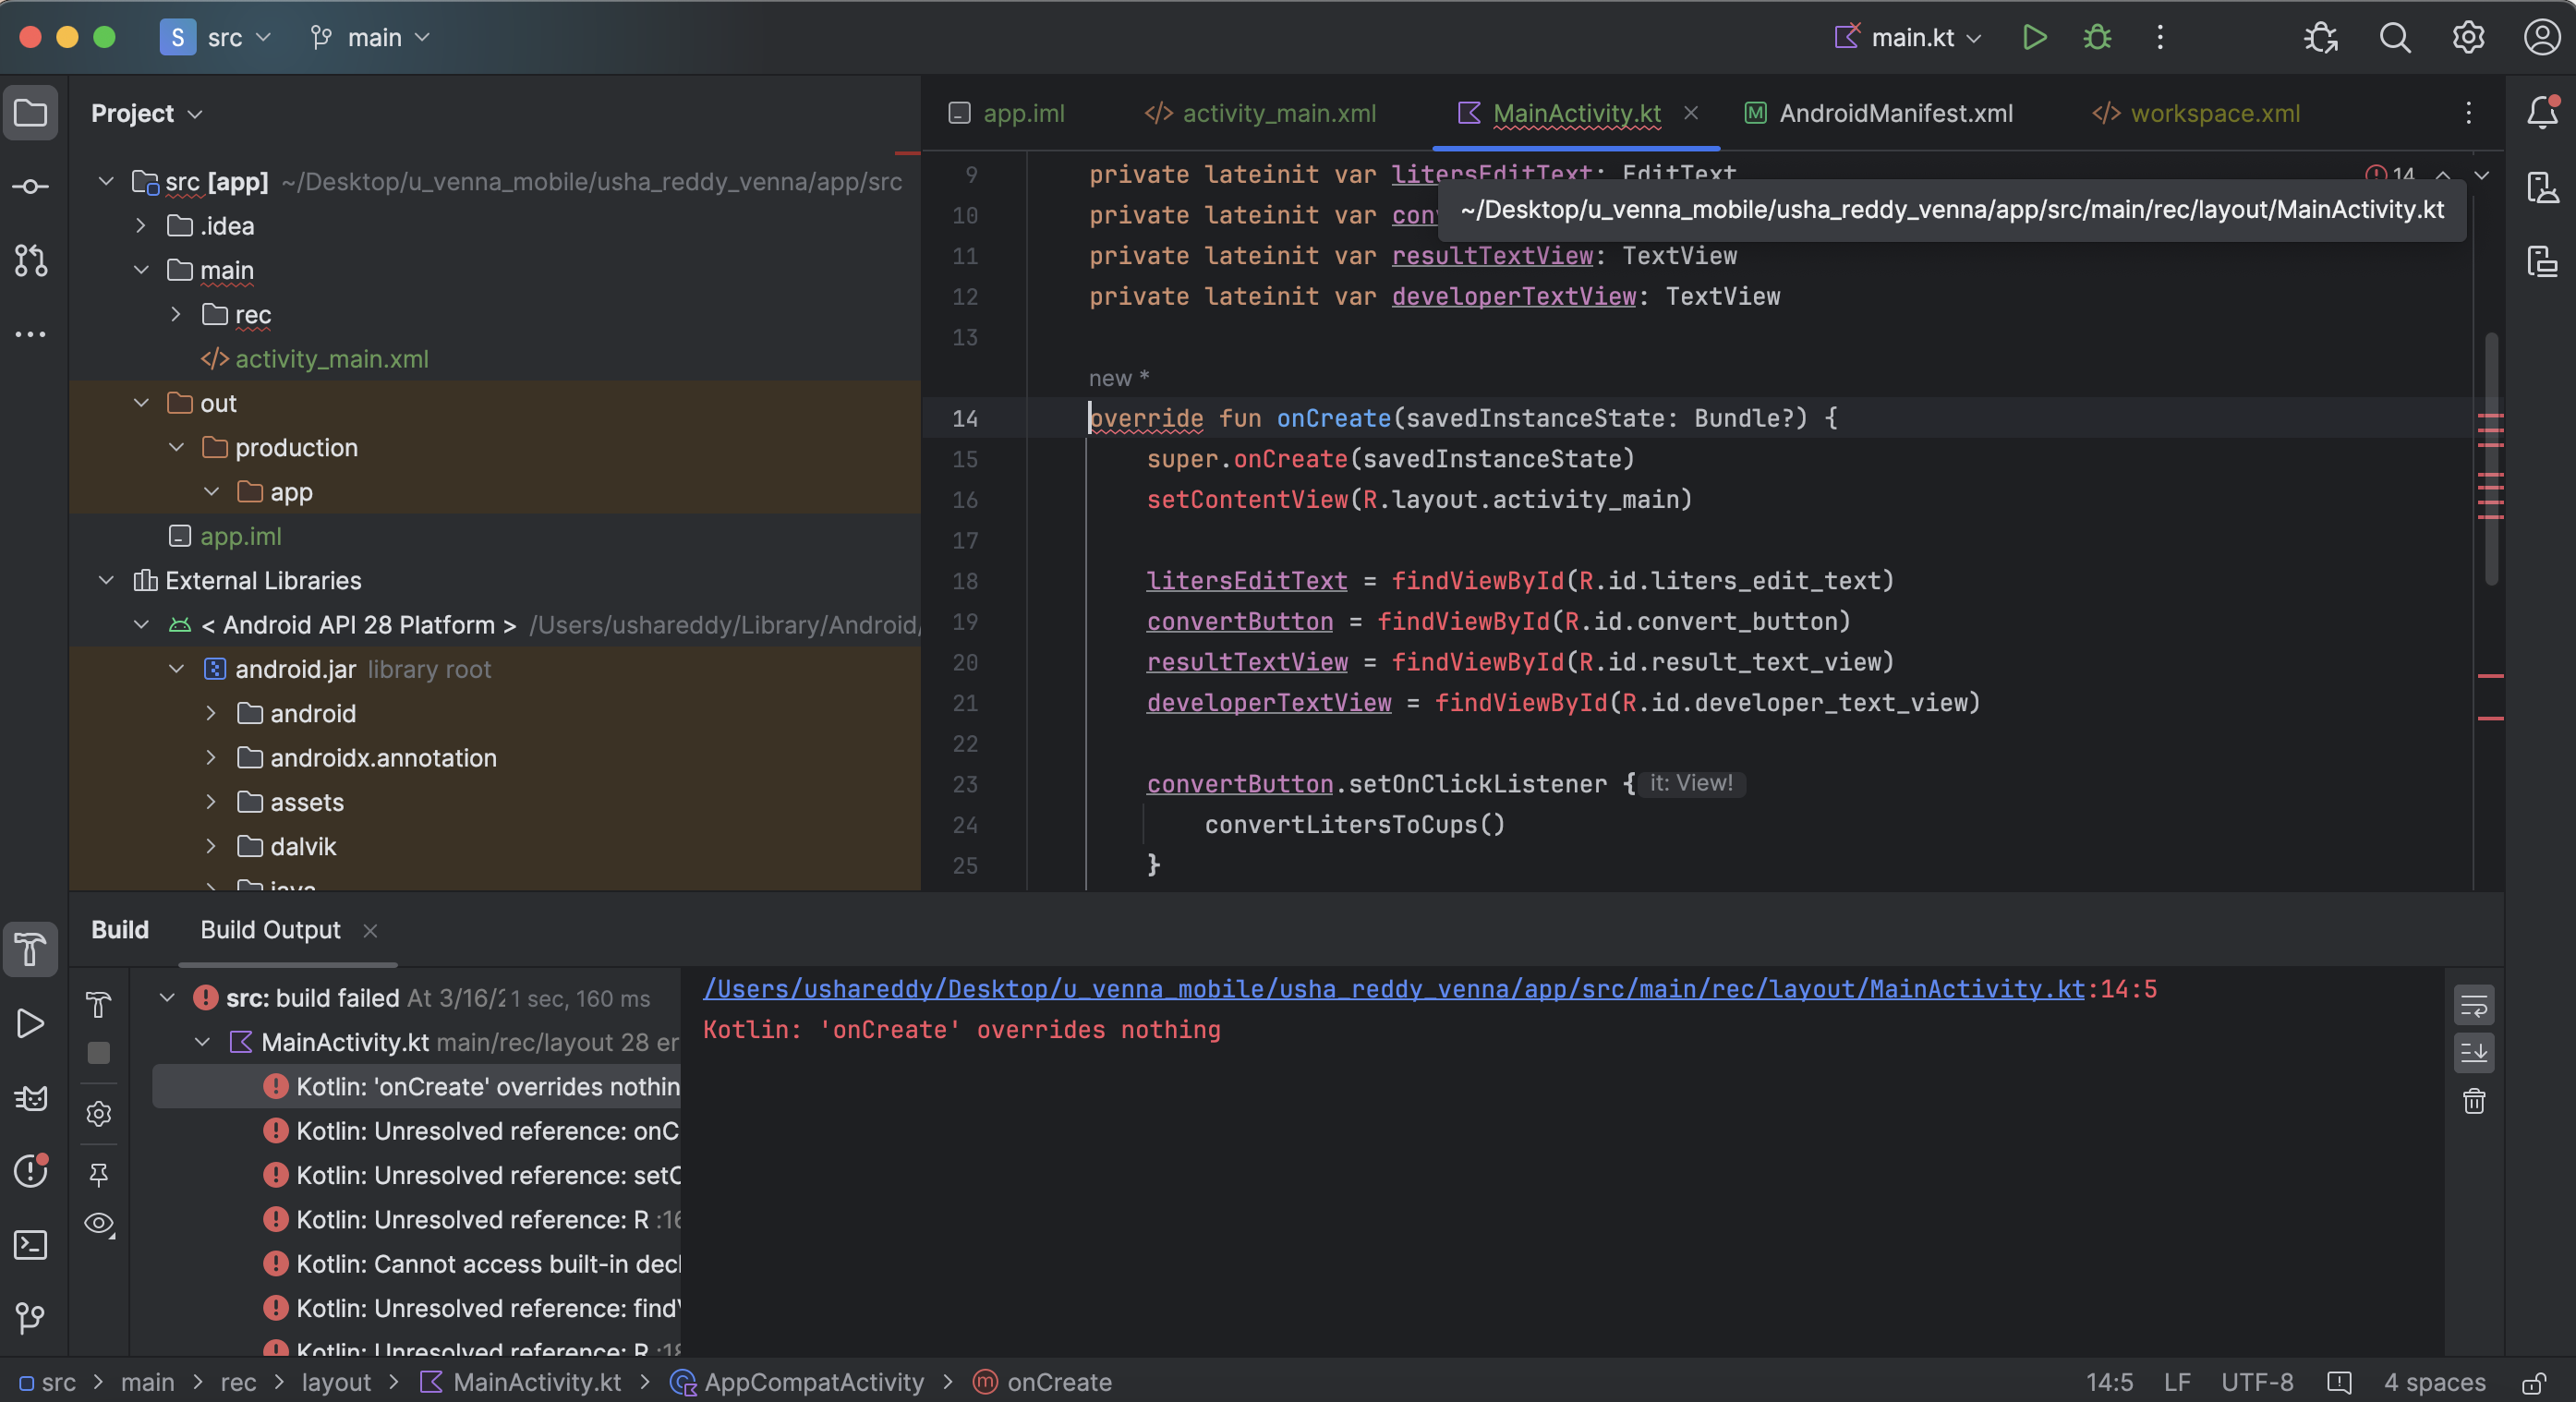 S src main main.kt
Project
src [app] ~/Desktop/u_venna_mobile/usha_reddy_venna/app/src
.idea
main
rec
activity_main.xml
out
production
app
app.iml
External Libraries
< Android API 28 Platform > /Users/ushareddy/Library/Android/
android.jar library root
android
androidx.annotation
assets
dalvik
java
app.iml activity_main.xml MainActivity.kt AndroidManifest.xml workspace.xml
9 private lateinit var litersEditText: EditText
14
~/Desktop/u_venna_mobile/usha_reddy_venna/app/src/main/rec/layout/MainActivity.kt
10 private lateinit var con
11 private lateinit var resultTextView: TextView
12 private lateinit var developerTextView: TextView
13
new *
14 override fun onCreate(savedInstanceState: Bundle?) {
15 super.onCreate(savedInstanceState)
16 setContentView(R.layout.activity_main)
17
18 litersEditText = findViewById(R.id.liters_edit_text)
19 convertButton = findViewById(R.id.convert_button)
20 resultTextView = findViewById(R.id.result_text_view)
21 developerTextView = findViewById(R.id.developer_text_view)
22
23 convertButton.setOnClickListener { it: View!
24 convertLitersToCups()
25 }
Build Build Output
src: build failed At 3/16/2 1 sec, 160 ms
MainActivity.kt main/rec/layout 28 er
Kotlin: 'onCreate' overrides nothin
Kotlin: Unresolved reference: onC
Kotlin: Unresolved reference: setC
Kotlin: Unresolved reference: R :16
Kotlin: Cannot access built-in decl
Kotlin: Unresolved reference: find
Kotlin: Unresolved reference: R :18
/Users/ushareddy/Desktop/u_venna_mobile/usha_reddy_venna/app/src/main/rec/layout/MainActivity.kt:14:5
Kotlin: 'onCreate' overrides nothing
src > main > rec > layout > MainActivity.kt > AppCompatActivity > onCreate
14:5 LF UTF-8 4 spaces